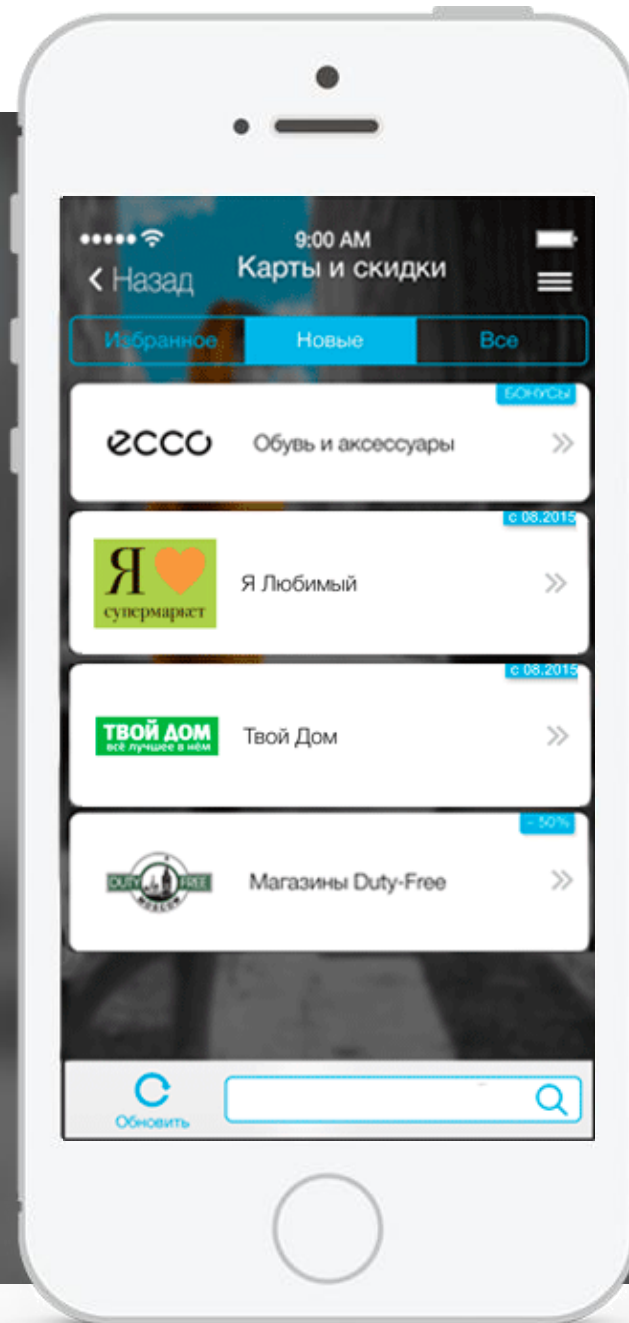 9:00 AM
Назад
Карты и скидки
Избранное
Новые
Все
БОНУСЫ
ecco
Обувь и аксессуары
с 08.2015
Я
супермаркет
Я Любимый
с 08.2015
ТВОЙ ДОМ
всё лучшее в нём
Твой Дом
- 50%
DUTY FREE
MOSCOW
Магазины Duty-Free
Обновить